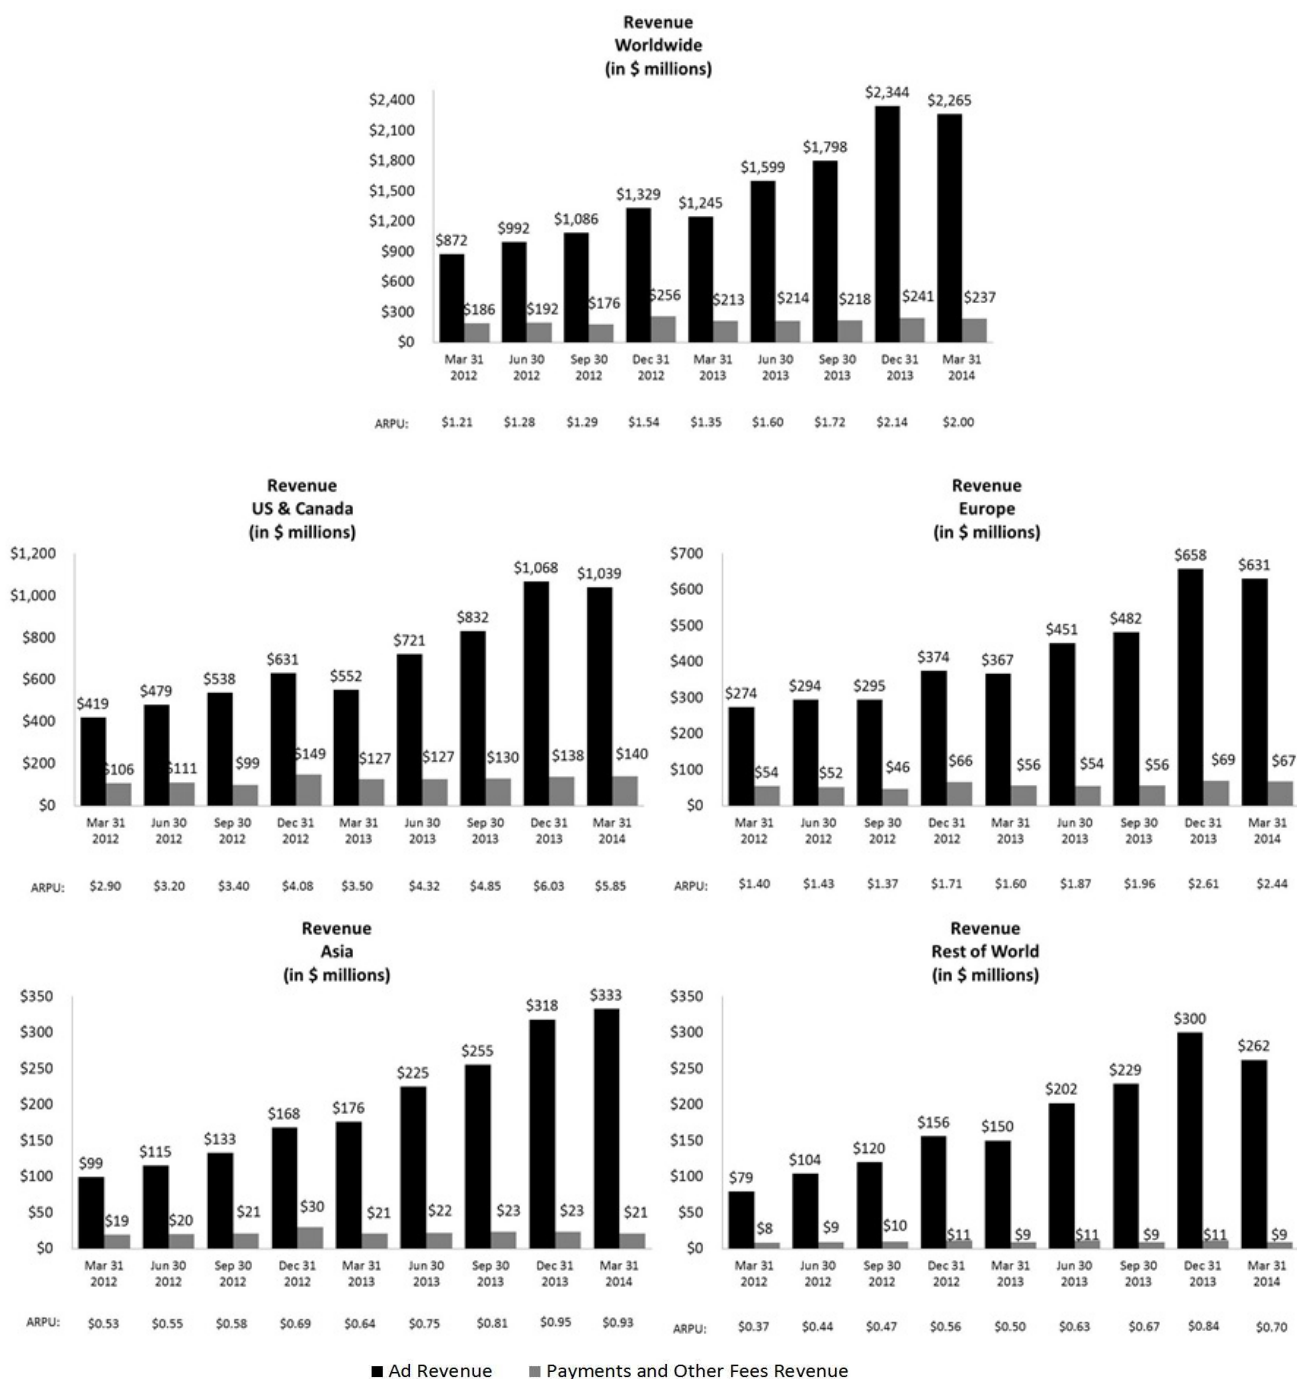 Revenue
Worldwide
(in $ millions)
$2,400
$2,100
$1,800
$1,500
$1,200
$900
$600
$300
$0
$872 $992 $1,086 $1,329 $1,245 $1,599 $1,798 $2,344 $2,265
$186 $192 $176 $256 $213 $214 $218 $241 $237
Mar 31 Jun 30 Sep 30 Dec 31 Mar 31 Jun 30 Sep 30 Dec 31 Mar 31
2012 2012 2012 2012 2013 2013 2013 2013 2014
ARPU: $1.21 $1.28 $1.29 $1.54 $1.35 $1.60 $1.72 $2.14 $2.00
Revenue
US & Canada
(in $ millions)
$1,200
$1,000
$800
$600
$400
$200
$0
$419 $479 $538 $631 $552 $721 $832 $1,068 $1,039
$106 $111 $99 $149 $127 $127 $130 $138 $140
Mar 31 Jun 30 Sep 30 Dec 31 Mar 31 Jun 30 Sep 30 Dec 31 Mar 31
2012 2012 2012 2012 2013 2013 2013 2013 2014
ARPU: $2.90 $3.20 $3.40 $4.08 $3.50 $4.32 $4.85 $6.03 $5.85
Revenue
Europe
(in $ millions)
$700
$600
$500
$400
$300
$200
$100
$0
$274 $294 $295 $374 $367 $451 $482 $658 $631
$54 $52 $46 $66 $56 $54 $56 $69 $67
Mar 31 Jun 30 Sep 30 Dec 31 Mar 31 Jun 30 Sep 30 Dec 31 Mar 31
2012 2012 2012 2012 2013 2013 2013 2013 2014
ARPU: $1.40 $1.43 $1.37 $1.71 $1.60 $1.87 $1.96 $2.61 $2.44
Revenue
Asia
(in $ millions)
$350
$300
$250
$200
$150
$100
$50
$0
$99 $115 $133 $168 $176 $225 $255 $318 $333
$19 $20 $21 $30 $21 $22 $23 $23 $21
Mar 31 Jun 30 Sep 30 Dec 31 Mar 31 Jun 30 Sep 30 Dec 31 Mar 31
2012 2012 2012 2012 2013 2013 2013 2013 2014
ARPU: $0.53 $0.55 $0.58 $0.69 $0.64 $0.75 $0.81 $0.95 $0.93
Revenue
Rest of World
(in $ millions)
$350
$300
$250
$200
$150
$100
$50
$0
$79 $104 $120 $156 $150 $202 $229 $300 $262
$8 $9 $10 $11 $9 $11 $9 $11 $9
Mar 31 Jun 30 Sep 30 Dec 31 Mar 31 Jun 30 Sep 30 Dec 31 Mar 31
2012 2012 2012 2012 2013 2013 2013 2013 2014
ARPU: $0.37 $0.44 $0.47 $0.56 $0.50 $0.63 $0.67 $0.84 $0.70
Ad Revenue Payments and Other Fees Revenue